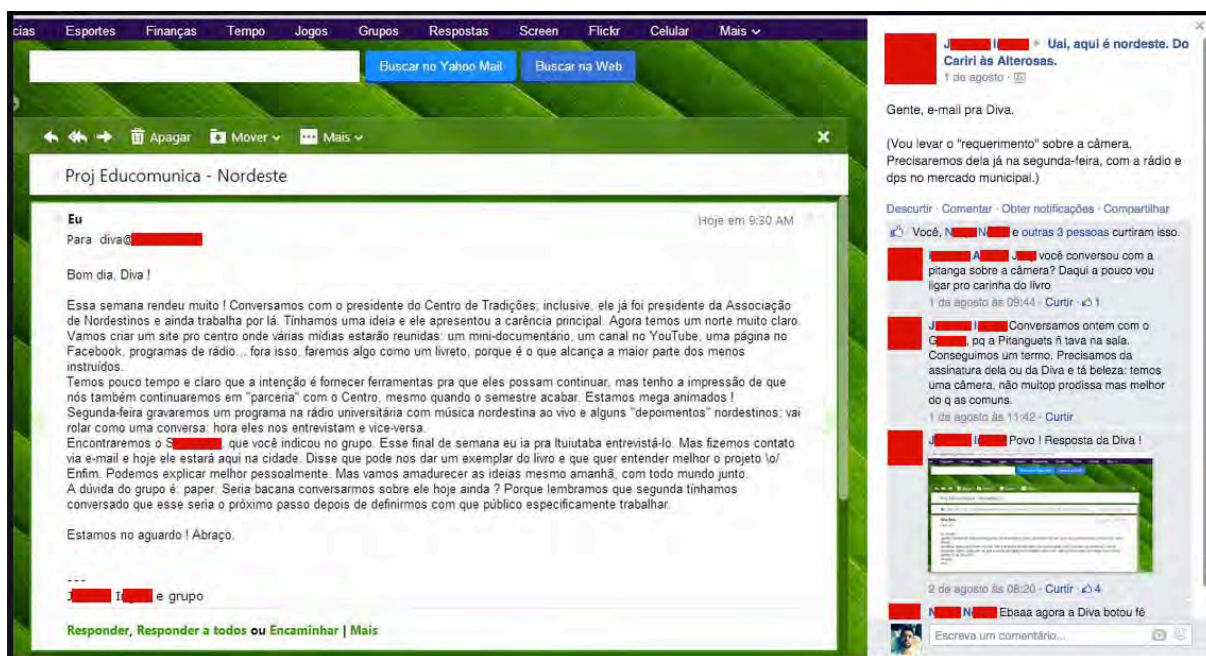 cias Esportes Finanças Tempo Jogos Grupos Respostas Screen Flickr Celular Mais
Buscar no Yahoo Mail Buscar na Web
Apagar Mover Mais
Proj Educomunica - Nordeste
Eu
Hoje em 9:30 AM
Para diva@
Bom dia, Diva !
Essa semana rendeu muito ! Conversamos com o presidente do Centro de Tradições; inclusive, ele já foi presidente da Associação
de Nordestinos e ainda trabalha por lá. Tínhamos uma ideia e ele apresentou a carência principal. Agora temos um norte muito claro.
Vamos criar um site pro centro onde várias mídias estarão reunidas: um mini-documentário, um canal no YouTube, uma página no
Facebook, programas de rádio... fora isso, faremos algo como um livreto, porque é o que alcança a maior parte dos menos
instruídos.
Temos pouco tempo e claro que a intenção é fornecer ferramentas pra que eles possam continuar, mas tenho a impressão de que
nós também continuaremos em "parceria" com o Centro, mesmo quando o semestre acabar. Estamos mega animados !
Segunda-feira gravaremos um programa na rádio universitária com música nordestina ao vivo e alguns "depoimentos" nordestinos: vai
rolar como uma conversa: hora eles nos entrevistam e vice-versa.
Encontraremos o S , que você indicou no grupo. Esse final de semana eu ia pra Ituiutaba entrevistá-lo. Mas fizemos contato
via e-mail e hoje ele estará aqui na cidade. Disse que pode nos dar um exemplar do livro e que quer entender melhor o projeto \o/
Enfim. Podemos explicar melhor pessoalmente. Mas vamos amadurecer as ideias mesmo amanhã, com todo mundo junto.
A dúvida do grupo é: paper. Seria bacana conversarmos sobre ele hoje ainda ? Porque lembramos que segunda tínhamos
conversado que esse seria o próximo passo depois de definirmos com que público especificamente trabalhar.
Estamos no aguardo ! Abraço.
---
J In e grupo
Responder, Responder a todos ou Encaminhar | Mais
J I Uai, aqui é nordeste. Do
Cariri às Alterosas.
1 de agosto ·
Gente, e-mail pra Diva.
(Vou levar o "requerimento" sobre a câmera.
Precisaremos dela já na segunda-feira, com a rádio e
dps no mercado municipal.)
Descurtir · Comentar · Obter notificações · Compartilhar
Você, N N e outras 3 pessoas curtiram isso.
A J você conversou com a
pitanga sobre a câmera? Daqui a pouco vou
ligar pro carinha do livro
1 de agosto às 09:44 · Curtir · 1
J I Conversamos ontem com o
G , pq a Pitanguets ñ tava na sala.
Conseguimos um termo. Precisamos da
assinatura dela ou da Diva e tá beleza: temos
uma câmera, não muitop prodissa mas melhor
do q as comuns.
1 de agosto às 11:42 · Curtir
J I Povo ! Resposta da Diva !
2 de agosto às 08:20 · Curtir · 4
N N Ebaaa agora a Diva botou fé
Escreva um comentário...